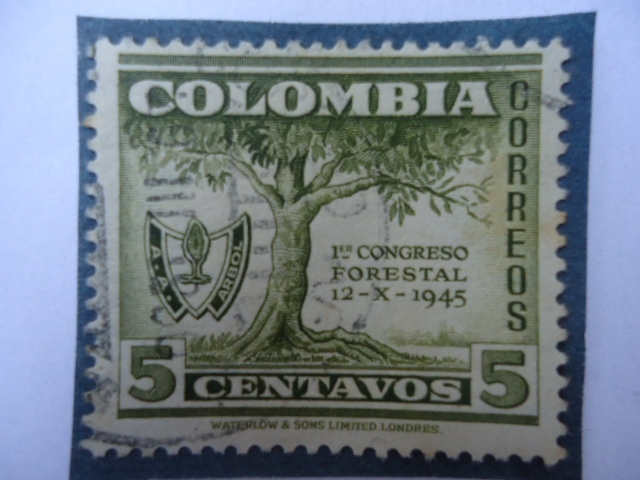 COLOMBIA
CORREOS
A. A. ARBOL
1ER CONGRESO
FORESTAL
12-X-1945
5 CENTAVOS 5
WATERLOW & SONS LIMITED, LONDRES.